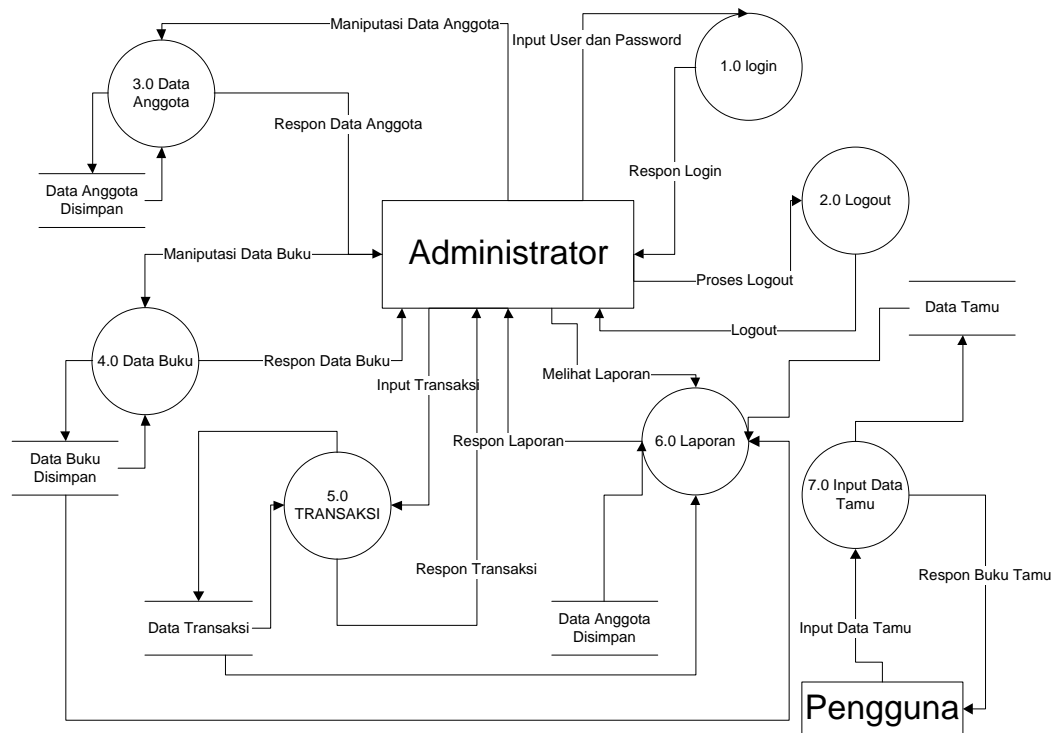 Maniputasi Data Anggota
Input User dan Password
1.0 login
3.0 Data
Anggota
Respon Data Anggota
Respon Login
Data Anggota
Disimpan
2.0 Logout
Administrator
Maniputasi Data Buku
Proses Logout
Data Tamu
Logout
4.0 Data Buku
Respon Data Buku
Melihat Laporan
Input Transaksi
Respon Laporan
6.0 Laporan
Data Buku
Disimpan
7.0 Input Data
Tamu
5.0
TRANSAKSI
Respon Transaksi
Respon Buku Tamu
Data Transaksi
Data Anggota
Disimpan
Input Data Tamu
Pengguna